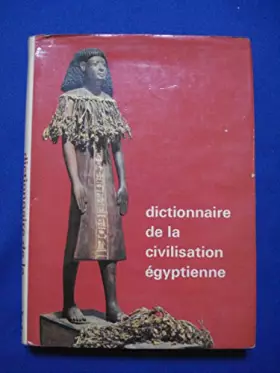 dictionnaire
de la
civilisation
égyptienne